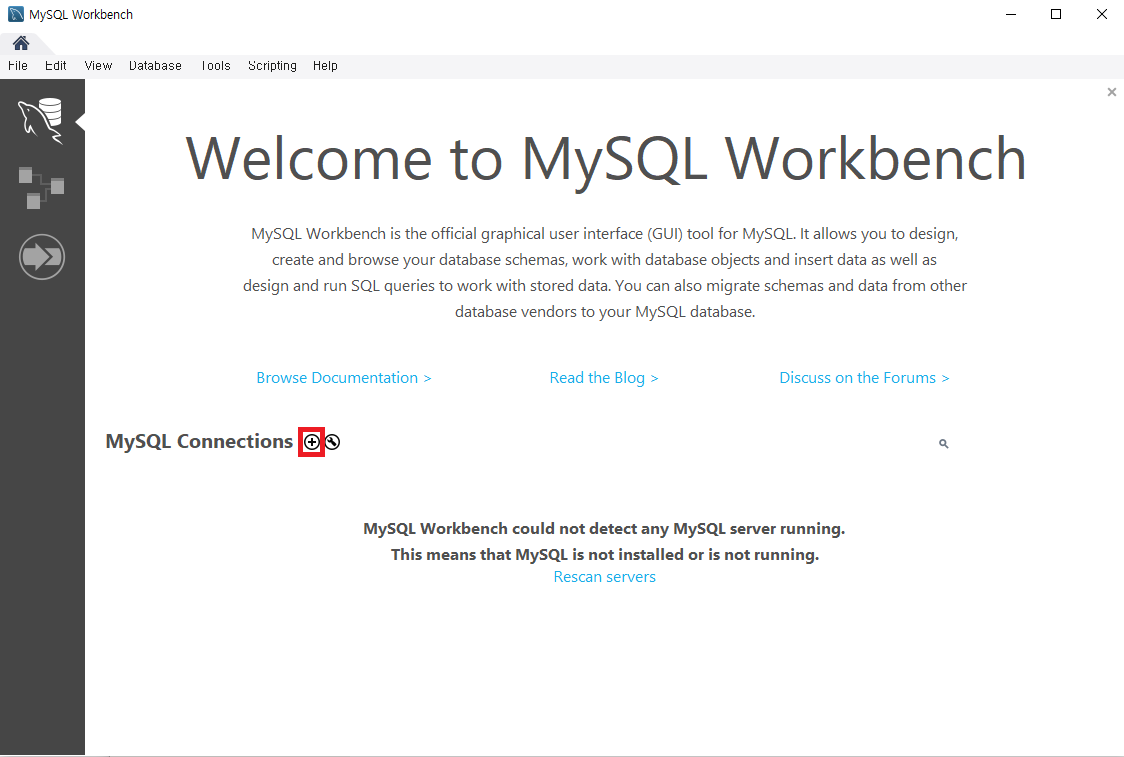 MySQL Workbench
File Edit View Database Tools Scripting Help
Welcome to MySQL Workbench
MySQL Workbench is the official graphical user interface (GUI) tool for MySQL. It allows you to design,
create and browse your database schemas, work with database objects and insert data as well as
design and run SQL queries to work with stored data. You can also migrate schemas and data from other
database vendors to your MySQL database.
Browse Documentation > Read the Blog > Discuss on the Forums >
MySQL Connections
MySQL Workbench could not detect any MySQL server running.
This means that MySQL is not installed or is not running.
Rescan servers